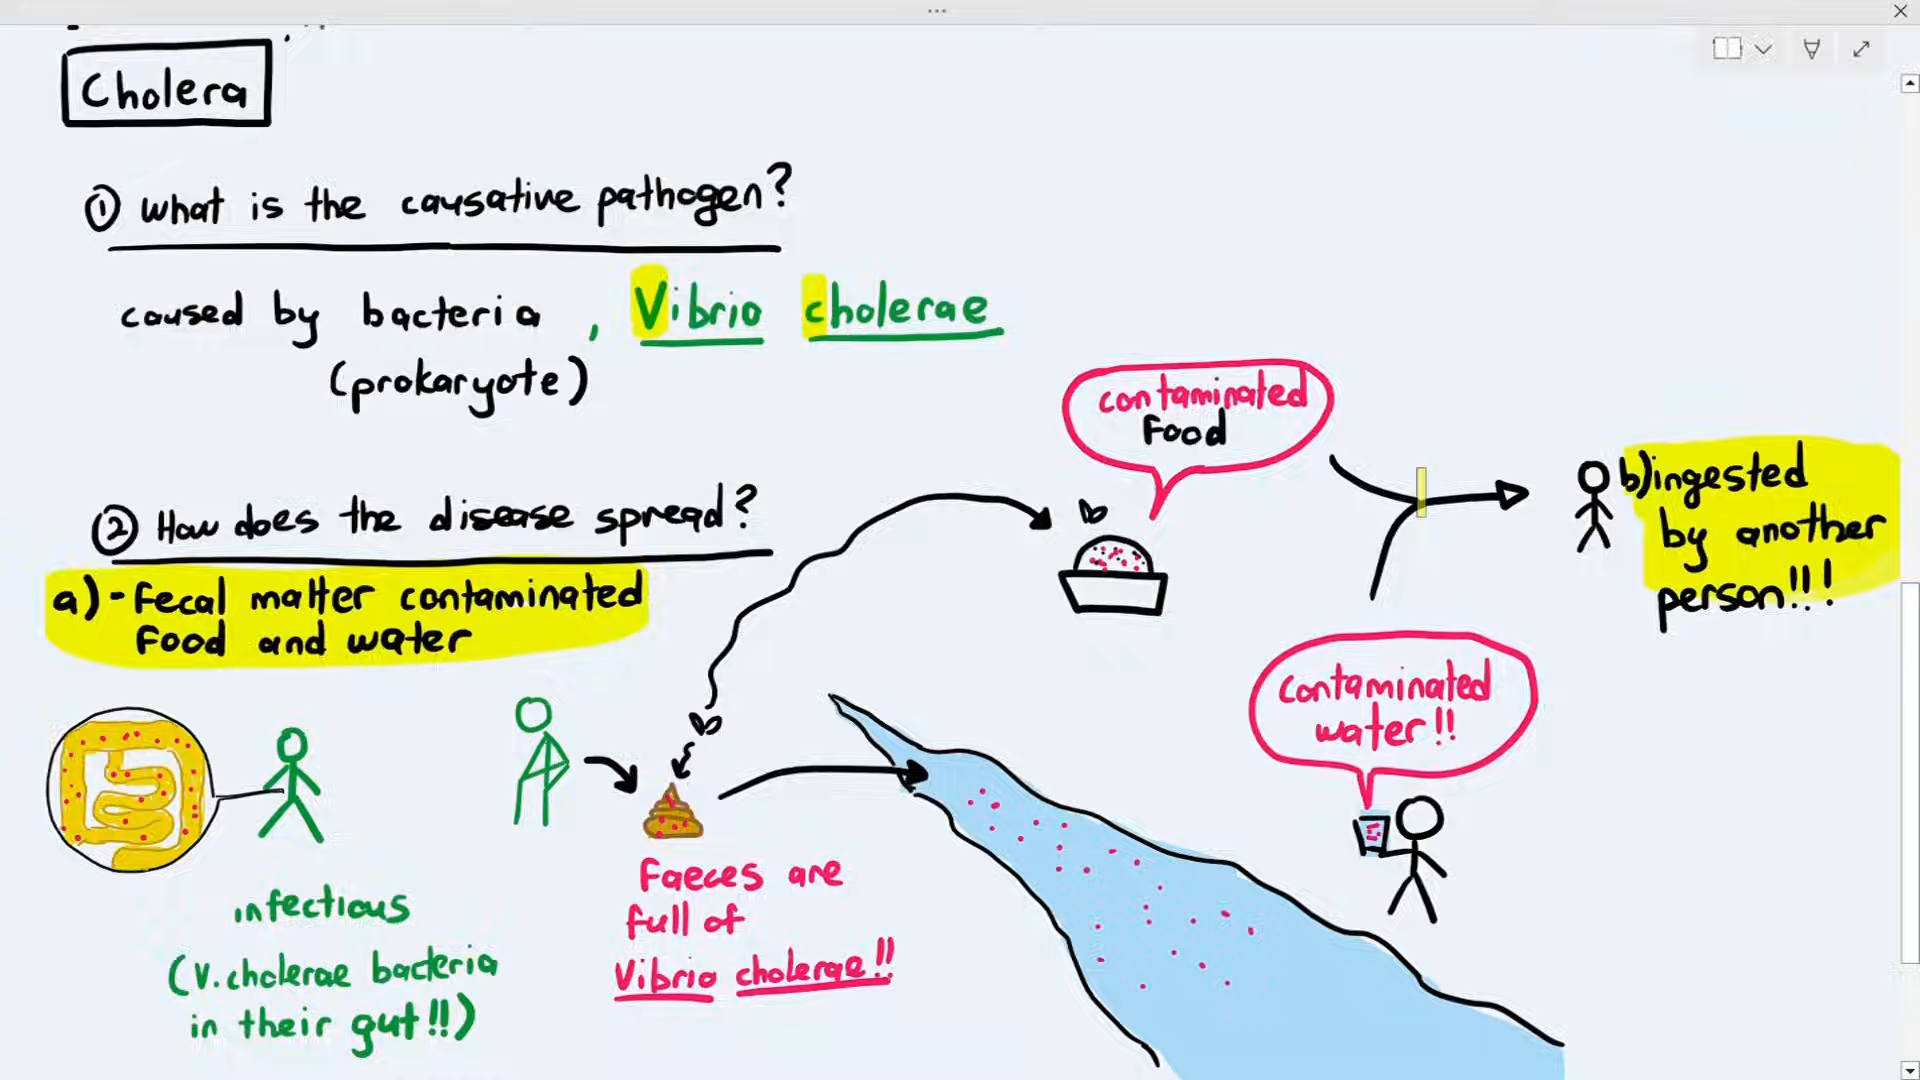 Cholera
① What is the causative pathogen?
caused by bacteria, Vibrio cholerae
(prokaryote)
contaminated
Food
② How does the disease spread?
a) - Fecal matter contaminated
Food and water
b) ingested
by another
person!!!
contaminated
water!!
infectious
(V. cholerae bacteria
in their gut!!)
Faeces are
full of
Vibrio cholerae!!